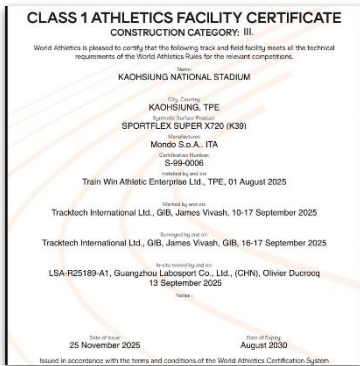 CLASS 1 ATHLETICS FACILITY CERTIFICATE
CONSTRUCTION CATEGORY: III.
World Athletics is pleased to certify that the following track and field facility meets all the technical
requirements of the World Athletics Rules for the relevant competitions.
Name:
KAOHSIUNG NATIONAL STADIUM
City, Country
KAOHSIUNG, TPE
Synthetic Surface Product:
SPORTFLEX SUPER X720 (K39)
Manufacturer:
Mondo S.p.A., ITA
Certification Number:
S-99-0006
Installed by and on:
Train Win Athletic Enterprise Ltd., TPE, 01 August 2025
Marked by and on:
Tracktech International Ltd., GIB, James Vivash, 10-17 September 2025
Surveyed by and on:
Tracktech International Ltd., GIB, James Vivash, GIB, 16-17 September 2025
In-situ tested by and on:
LSA-R25189-A1, Guangzhou Labosport Co., Ltd., (CHN), Olivier Ducrocq
13 September 2025
Notes :
Date of Issue:
25 November 2025
Date of Expiry:
August 2030
Issued in accordance with the terms and conditions of the World Athletics Certification System